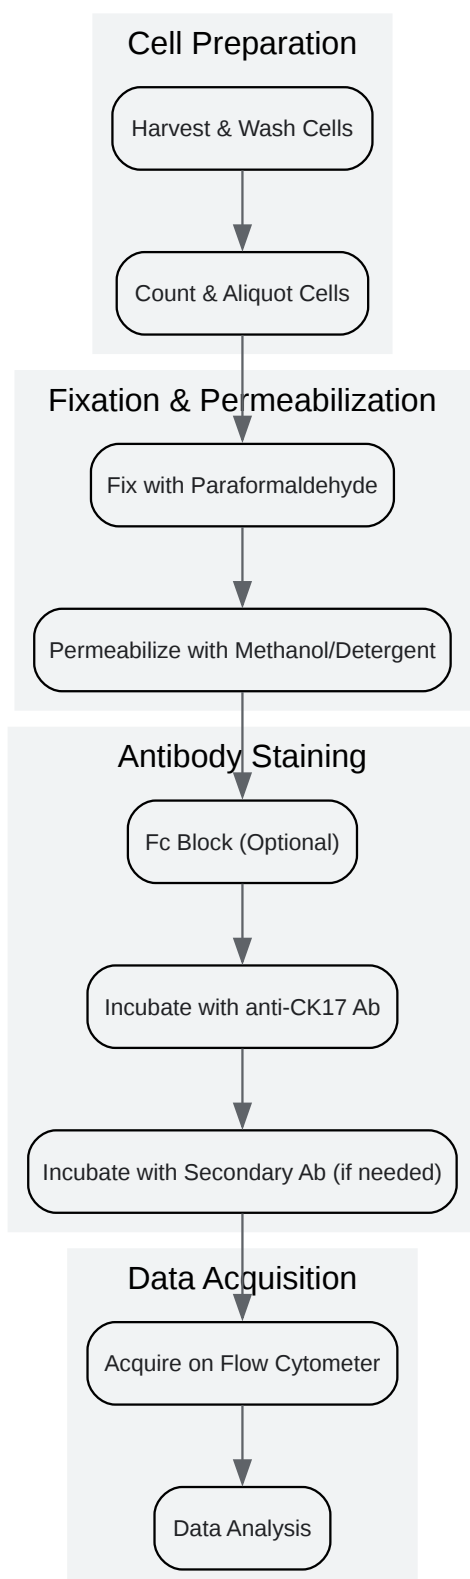 Cell Preparation
Harvest & Wash Cells
Count & Aliquot Cells
Fixation & Permeabilization
Fix with Paraformaldehyde
Permeabilize with Methanol/Detergent
Antibody Staining
Fc Block (Optional)
Incubate with anti-CK17 Ab
Incubate with Secondary Ab (if needed)
Data Acquisition
Acquire on Flow Cytometer
Data Analysis